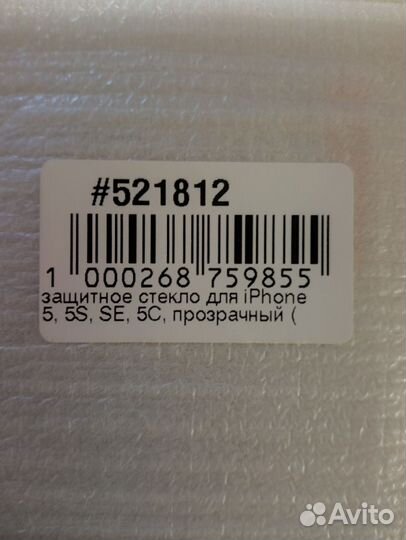 #521812
1 000268 759855
защитное стекло для iPhone
5, 5S, SE, 5C, прозрачный (
Avito